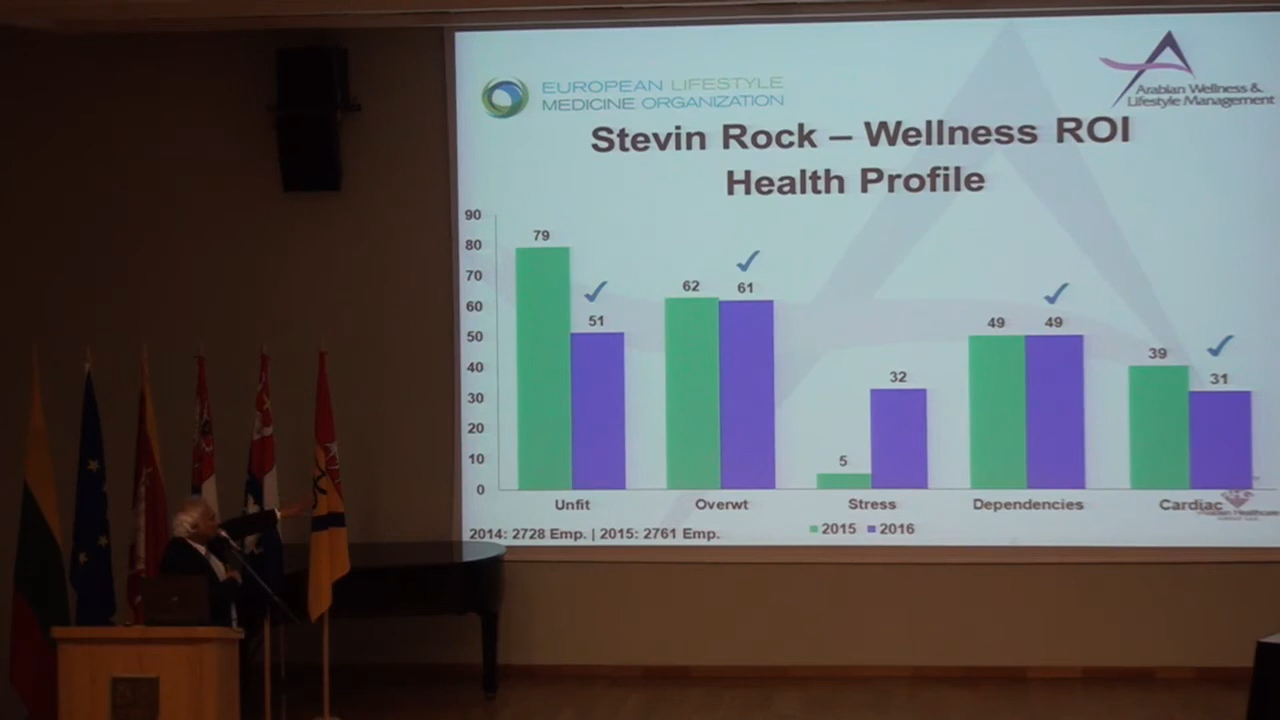 EUROPEAN LIFESTYLE
MEDICINE ORGANIZATION
Arabian Wellness &
Lifestyle Management
Stevin Rock – Wellness ROI
Health Profile
90
80
70
60
50
40
30
20
10
0
79
51
62
61
5
32
49
49
39
31
Unfit
Overwt
Stress
Dependencies
Cardiac
2014: 2728 Emp. | 2015: 2761 Emp.
2015
2016